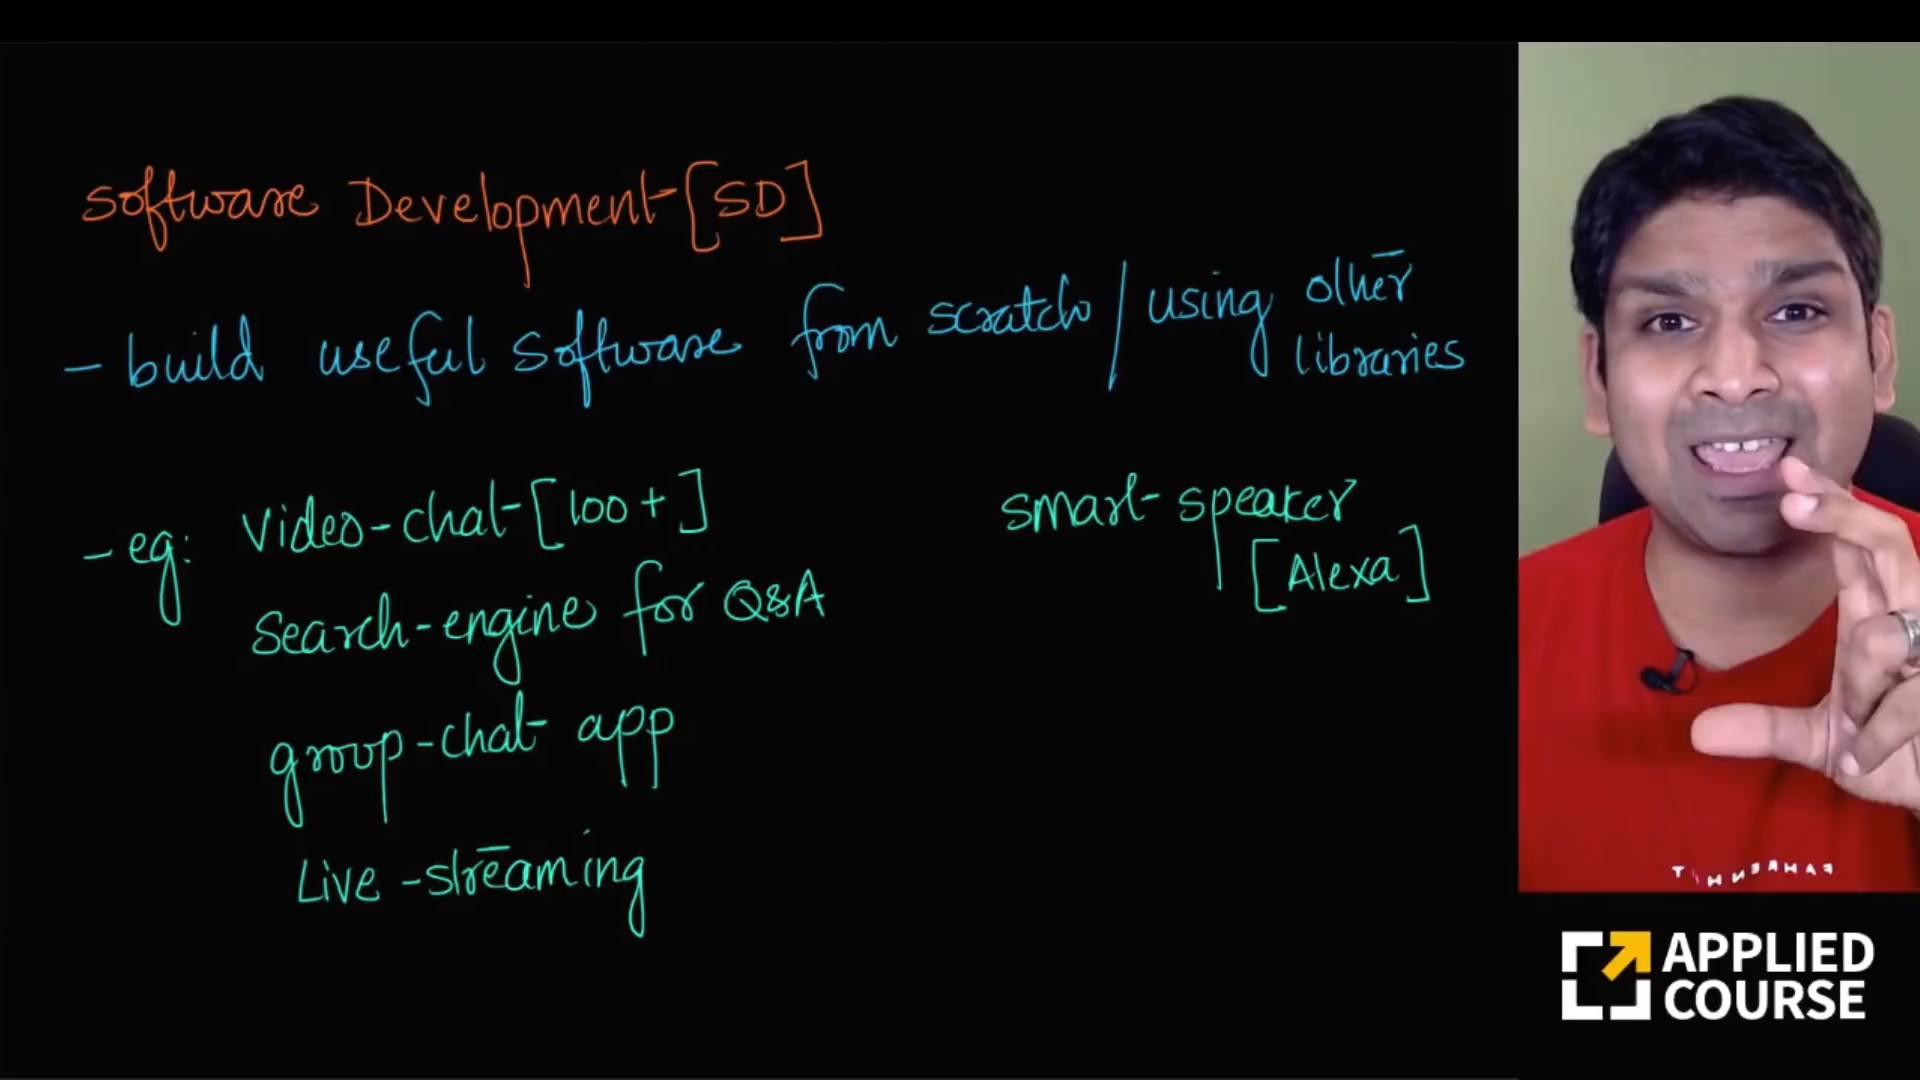 Software Development [SD]
- build useful software from scratch / using other libraries
- eg: Video-chat [100+]
Search-engine for Q&A
group-chat app
Live-streaming
smart-speaker
[Alexa]
APPLIED
COURSE